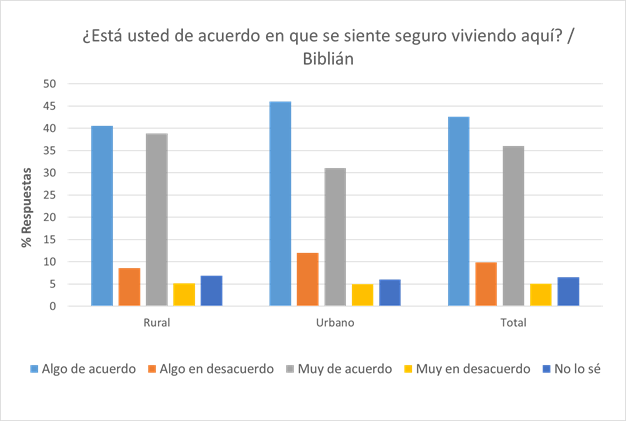 ¿Está usted de acuerdo en que se siente seguro viviendo aquí? /
Biblián
50
45
40
35
30
25
20
15
10
5
0
% Respuestas
Rural Urbano Total
Algo de acuerdo Algo en desacuerdo Muy de acuerdo Muy en desacuerdo No lo sé